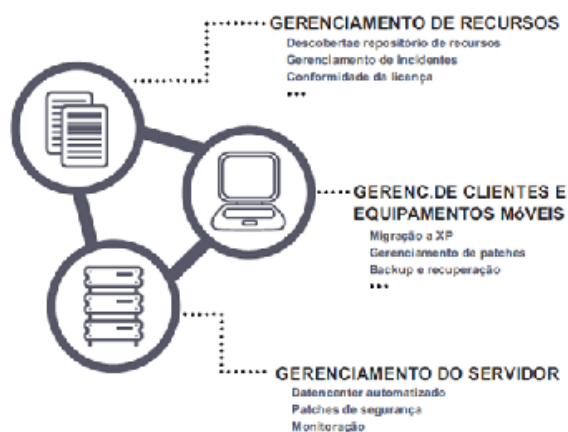 GERENCIAMENTO DE RECURSOS
Descobertae repositório de recursos
Gerenciamento de Incidentes
Conformidade da licença
...
GERENC.DE CLIENTES E
EQUIPAMENTOS MóVEIS
Migração a XP
Gerenciamento de patches
Backup e recuperação
...
GERENCIAMENTO DO SERVIDOR
Datencenter automatizado
Patches de segurança
Monitoração